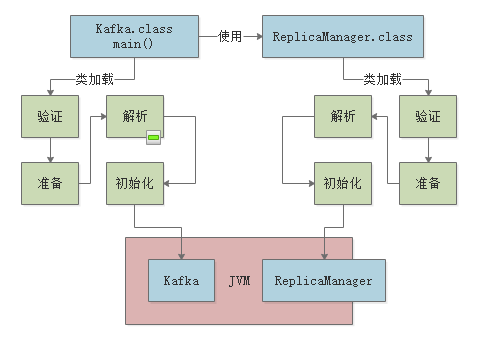 Kafka.class
main()
使用
ReplicaManager.class
类加载
类加载
验证
解析
解析
验证
准备
初始化
初始化
准备
Kafka
JVM
ReplicaManager